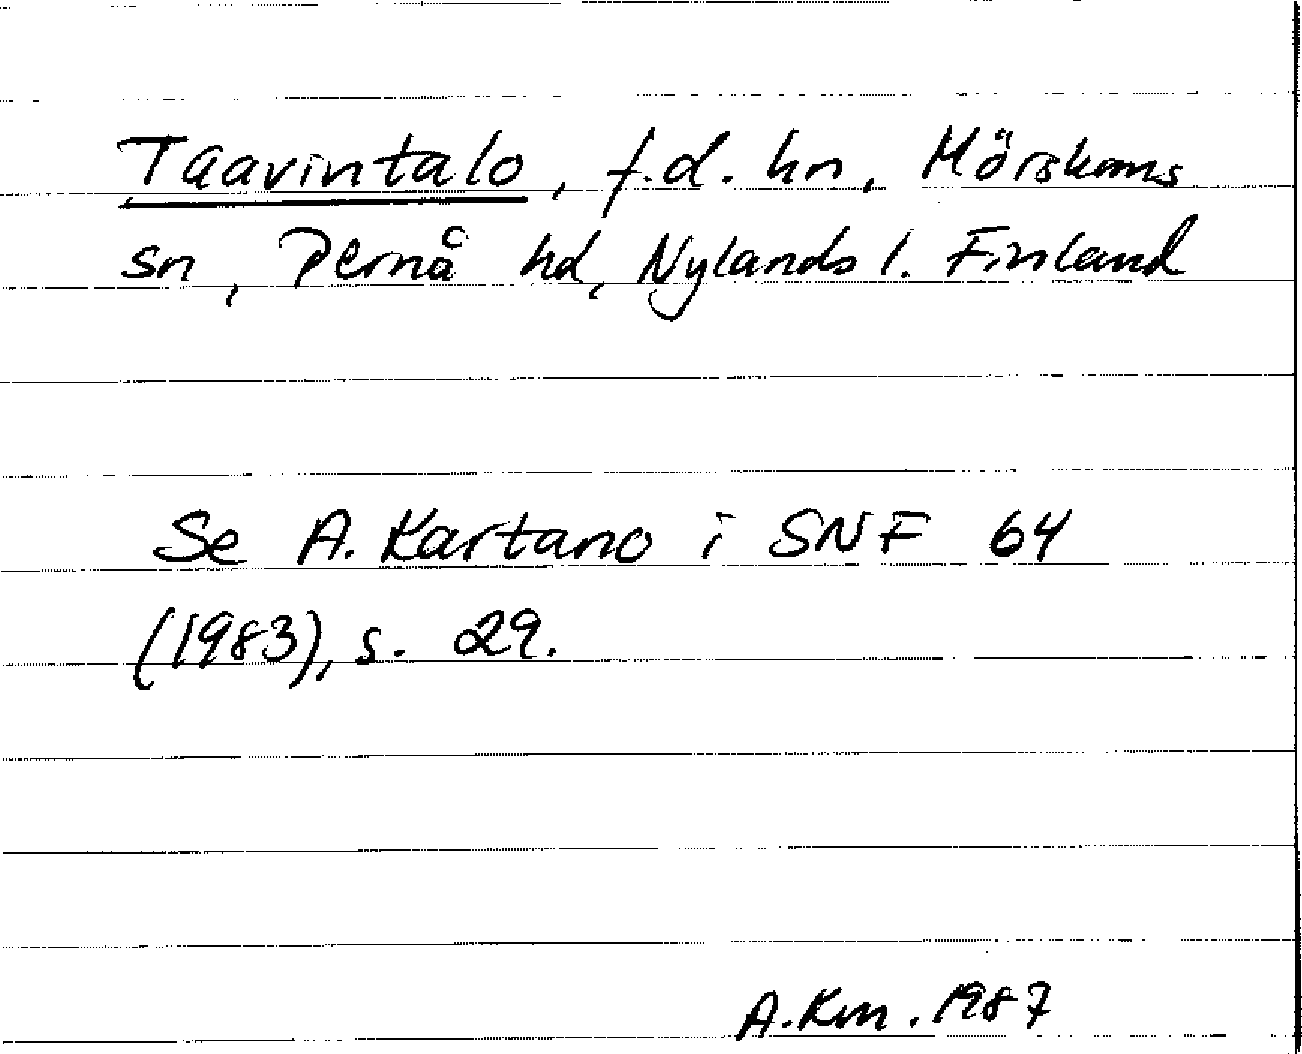 Taavintalo, f.d. hn, Mörskoms
sn, Pernå hd, Nylands l. Finland
Se A. Kartano i SNF 64
(1983), s. 29.
A.Km. 1987